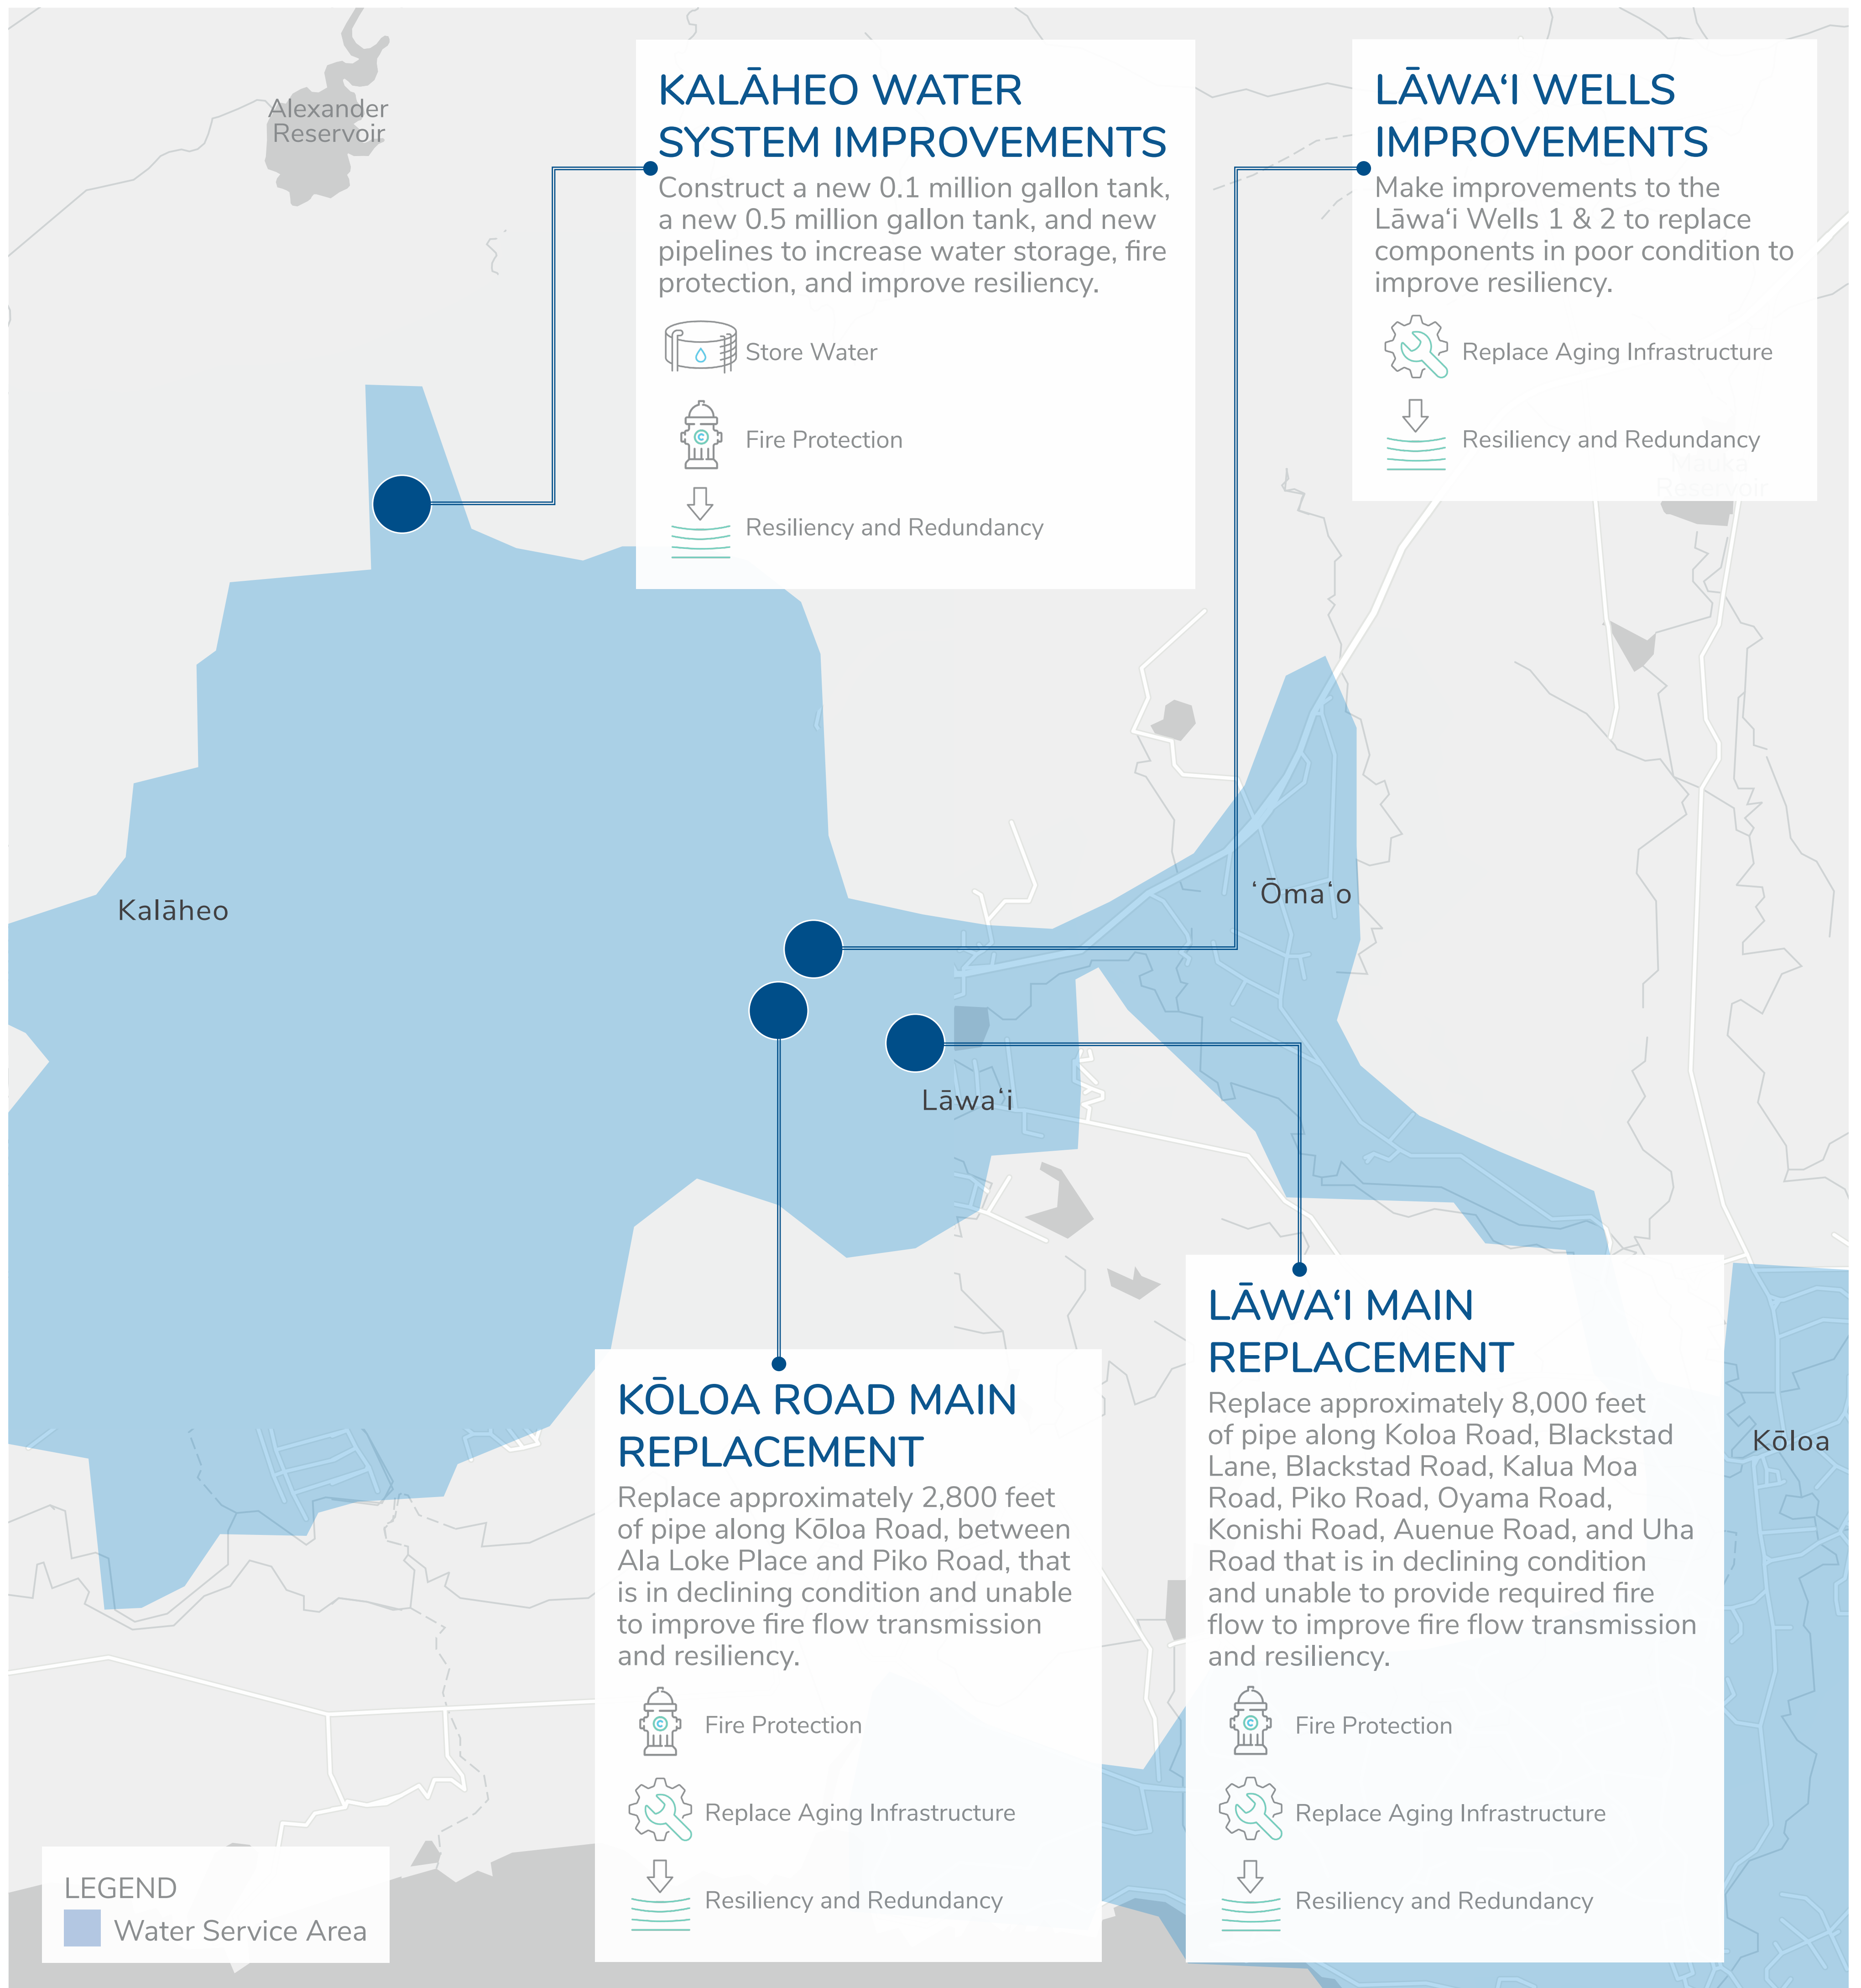 Alexander
Reservoir
KALĀHEO WATER
SYSTEM IMPROVEMENTS
Construct a new 0.1 million gallon tank,
a new 0.5 million gallon tank, and new
pipelines to increase water storage, fire
protection, and improve resiliency.
Store Water
Fire Protection
Resiliency and Redundancy
LĀWAʻI WELLS
IMPROVEMENTS
Make improvements to the
Lāwaʻi Wells 1 & 2 to replace
components in poor condition to
improve resiliency.
Replace Aging Infrastructure
Resiliency and Redundancy
Mauka
Reservoir
Kalāheo
ʻŌmaʻo
Lāwaʻi
Kōloa
KŌLOA ROAD MAIN
REPLACEMENT
Replace approximately 2,800 feet
of pipe along Kōloa Road, between
Ala Loke Place and Piko Road, that
is in declining condition and unable
to improve fire flow transmission
and resiliency.
Fire Protection
Replace Aging Infrastructure
Resiliency and Redundancy
LĀWAʻI MAIN
REPLACEMENT
Replace approximately 8,000 feet
of pipe along Koloa Road, Blackstad
Lane, Blackstad Road, Kalua Moa
Road, Piko Road, Oyama Road,
Konishi Road, Auenue Road, and Uha
Road that is in declining condition
and unable to provide required fire
flow to improve fire flow transmission
and resiliency.
Fire Protection
Replace Aging Infrastructure
Resiliency and Redundancy
LEGEND
Water Service Area